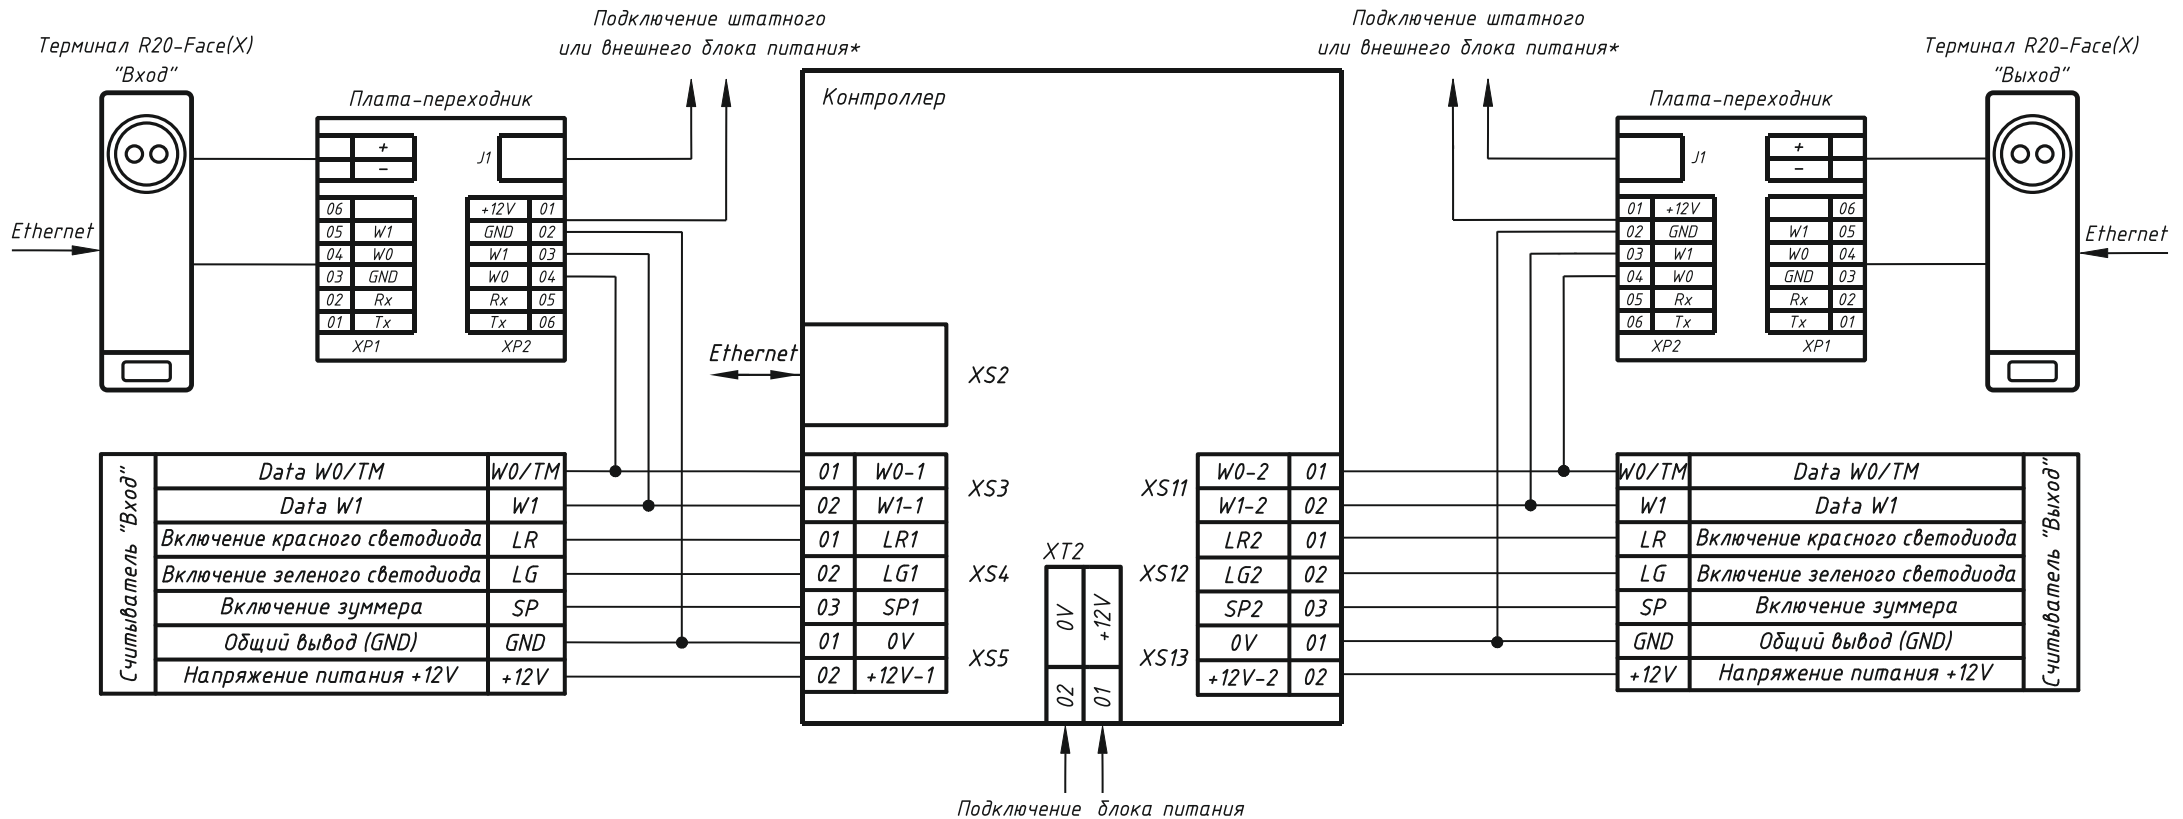 Подключение штатного
или внешнего блока питания*
Подключение штатного
или внешнего блока питания*
Терминал R20-Face(X)
"Вход"
Терминал R20-Face(X)
"Выход"
Плата-переходник
Контроллер
Плата-переходник
+
-
J1
06
05 W1
04 W0
03 GND
02 Rx
01 Tx
XP1
+12V 01
GND 02
W1 03
W0 04
Rx 05
Tx 06
XP2
J1
+
-
01 +12V
02 GND
03 W1
04 W0
05 Rx
06 Tx
XP2
06
W1 05
W0 04
GND 03
Rx 02
Tx 01
XP1
Ethernet
Ethernet
Ethernet
XS2
Считыватель "Вход"
Data W0/TM W0/TM
Data W1 W1
Включение красного светодиода LR
Включение зеленого светодиода LG
Включение зуммера SP
Общий вывод (GND) GND
Напряжение питания +12V +12V
01 W0-1
02 W1-1
XS3
01 LR1
02 LG1
03 SP1
XS4
01 0V
02 +12V-1
XS5
XT2
0V +12V
02 01
XS11
W0-2 01
W1-2 02
XS12
LR2 01
LG2 02
SP2 03
XS13
0V 01
+12V-2 02
W0/TM Data W0/TM
W1 Data W1
LR Включение красного светодиода
LG Включение зеленого светодиода
SP Включение зуммера
GND Общий вывод (GND)
+12V Напряжение питания +12V
Считыватель "Выход"
Подключение блока питания